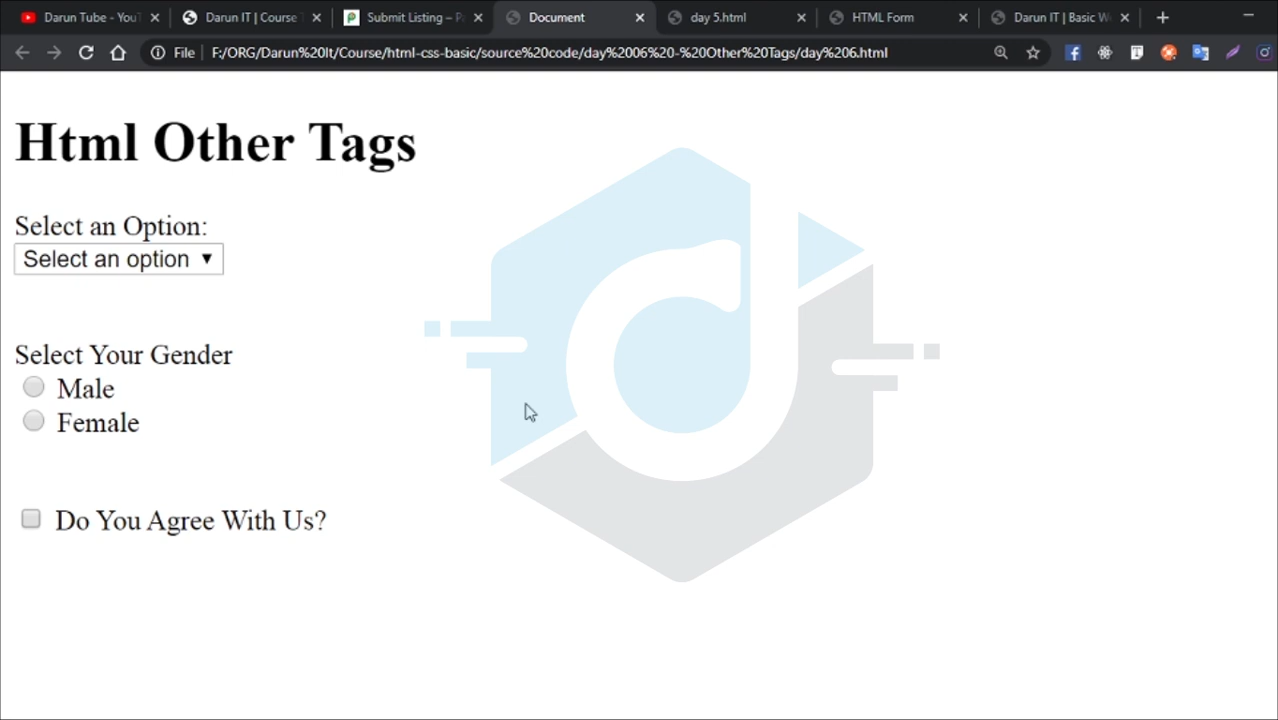 Darun Tube - YouT
Darun IT | Course
Submit Listing – P
Document
day 5.html
HTML Form
Darun IT | Basic W
File
F:/ORG/Darun%20It/Course/html-css-basic/source%20code/day%2006%20-%20Other%20Tags/day%206.html
Html Other Tags
Select an Option:
Select an option
Select Your Gender
Male
Female
Do You Agree With Us?